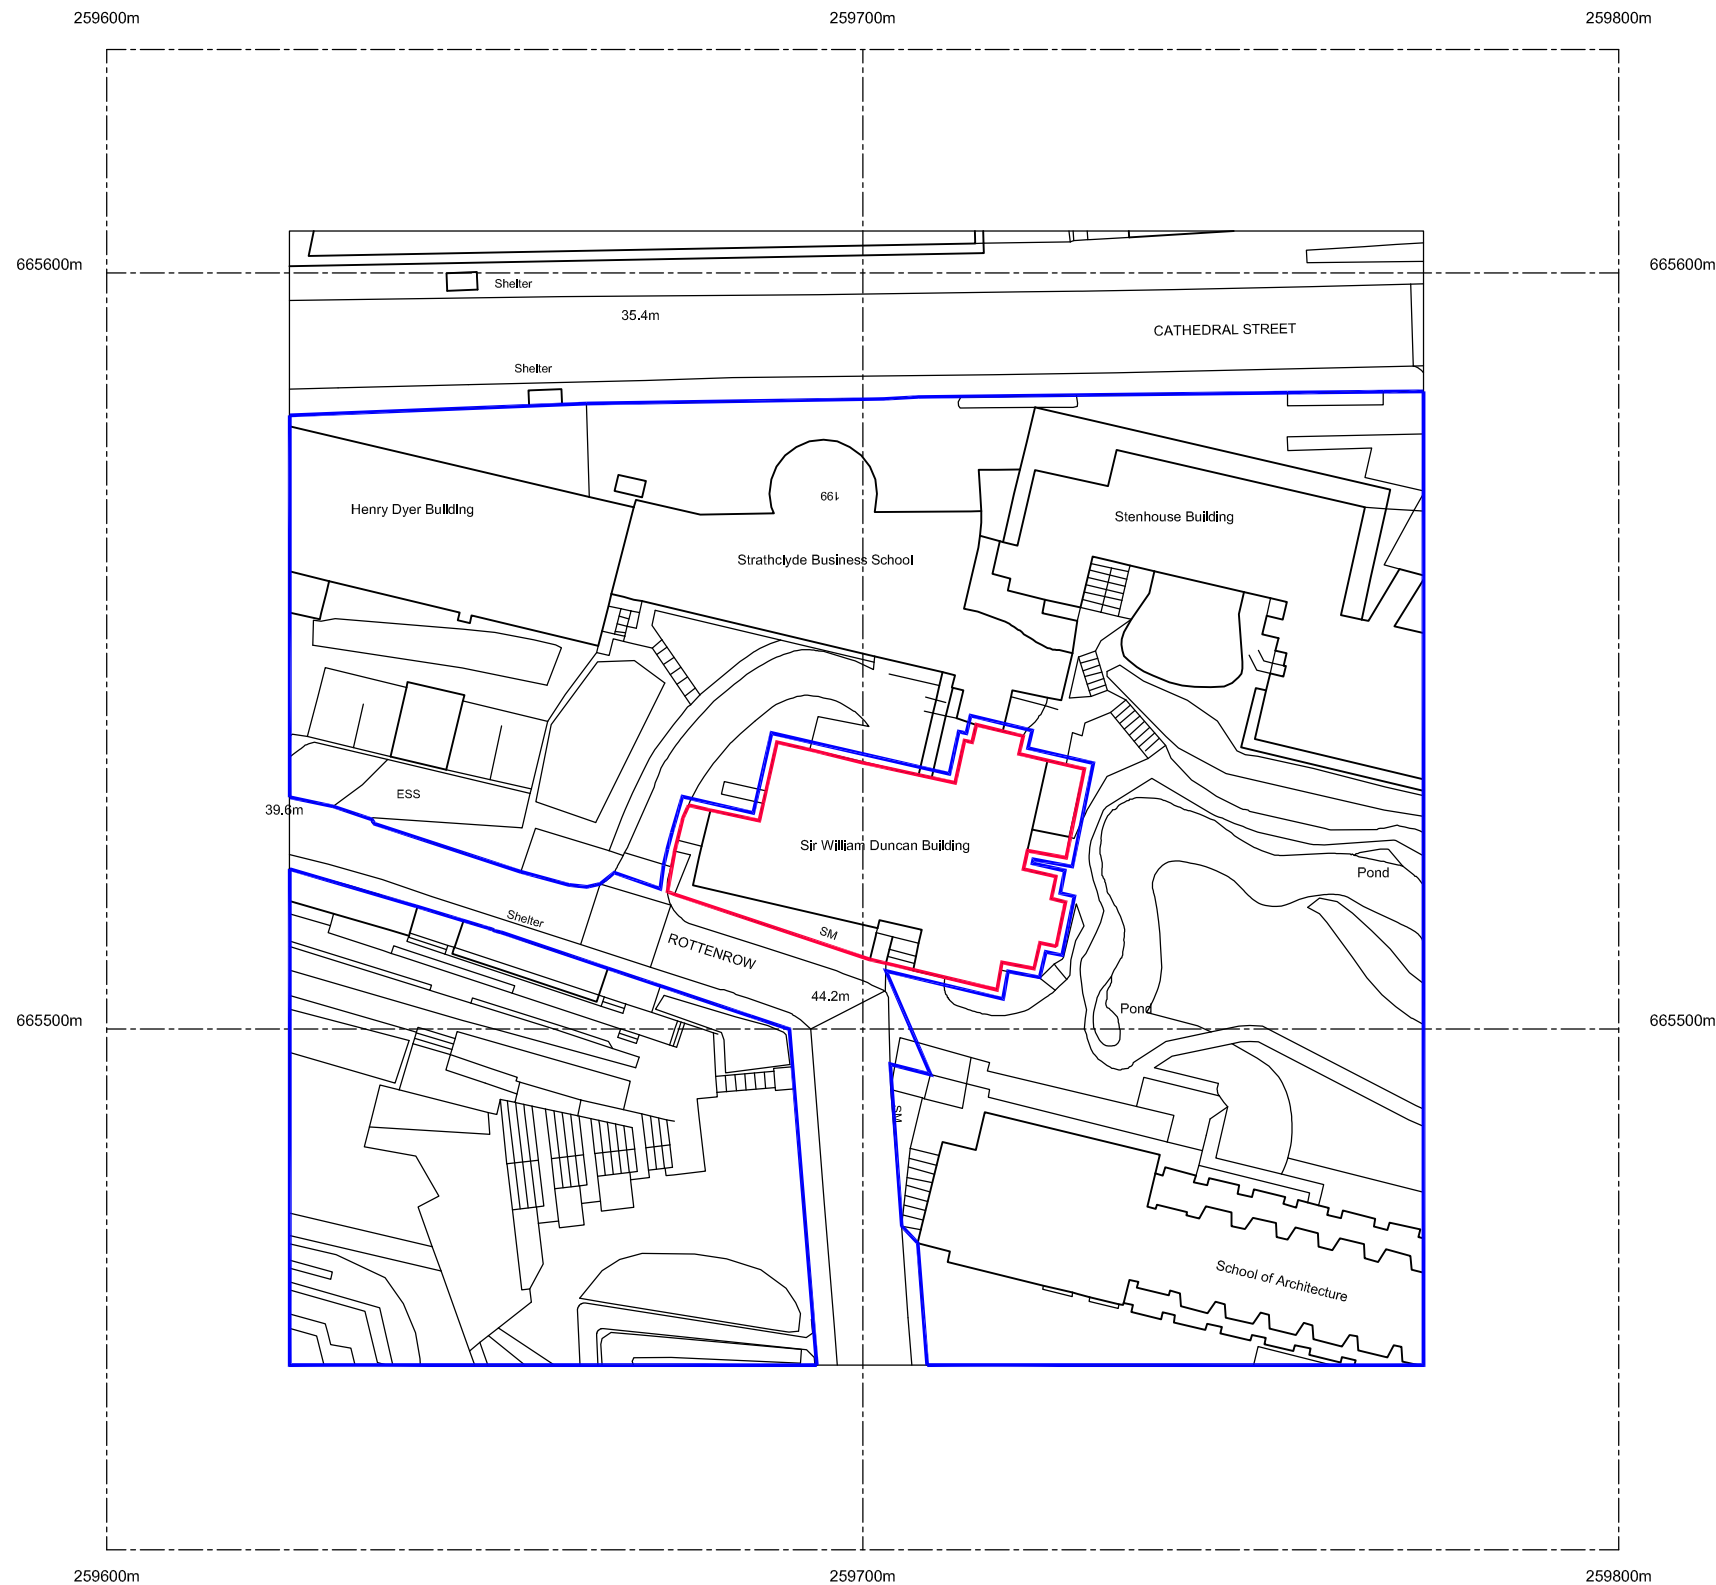 259600m 259700m 259800m
665600m 665600m
Shelter
35.4m
CATHEDRAL STREET
Shelter
199
Henry Dyer Building
Stenhouse Building
Strathclyde Business School
ESS
39.6m
Sir William Duncan Building
Pond
Shelter
SM
ROTTENROW
44.2m
Pond
665500m 665500m
SM
School of Architecture
259600m 259700m 259800m